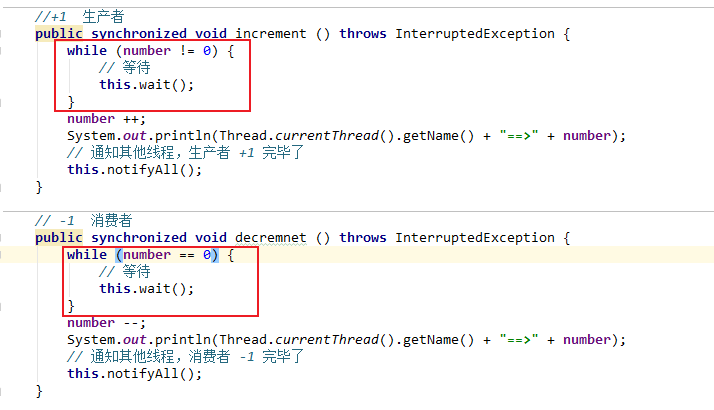 //+1 生产者
public synchronized void increment () throws InterruptedException {
while (number != 0) {
// 等待
this.wait();
}
number ++;
System.out.println(Thread.currentThread().getName() + "==>" + number);
// 通知其他线程，生产者 +1 完毕了
this.notifyAll();
}
// -1 消费者
public synchronized void decremnet () throws InterruptedException {
while (number == 0) {
// 等待
this.wait();
}
number --;
System.out.println(Thread.currentThread().getName() + "==>" + number);
// 通知其他线程，消费者 -1 完毕了
this.notifyAll();
}